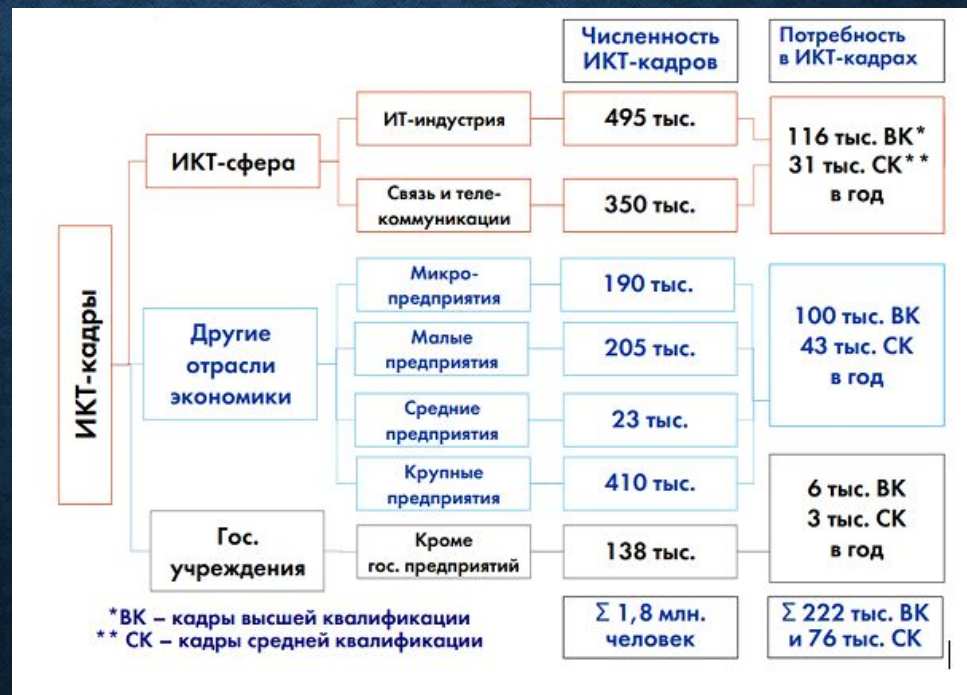 Численность
ИКТ-кадров
Потребность
в ИКТ-кадрах
ИКТ-кадры
ИКТ-сфера
ИТ-индустрия
495 тыс.
Связь и теле-
коммуникации
350 тыс.
116 тыс. ВК*
31 тыс. СК**
в год
Другие
отрасли
экономики
Микро-
предприятия
190 тыс.
Малые
предприятия
205 тыс.
Средние
предприятия
23 тыс.
Крупные
предприятия
410 тыс.
100 тыс. ВК
43 тыс. СК
в год
Гос.
учреждения
Кроме
гос. предприятий
138 тыс.
6 тыс. ВК
3 тыс. СК
в год
*ВК – кадры высшей квалификации
** СК – кадры средней квалификации
Σ 1,8 млн.
человек
Σ 222 тыс. ВК
и 76 тыс. СК